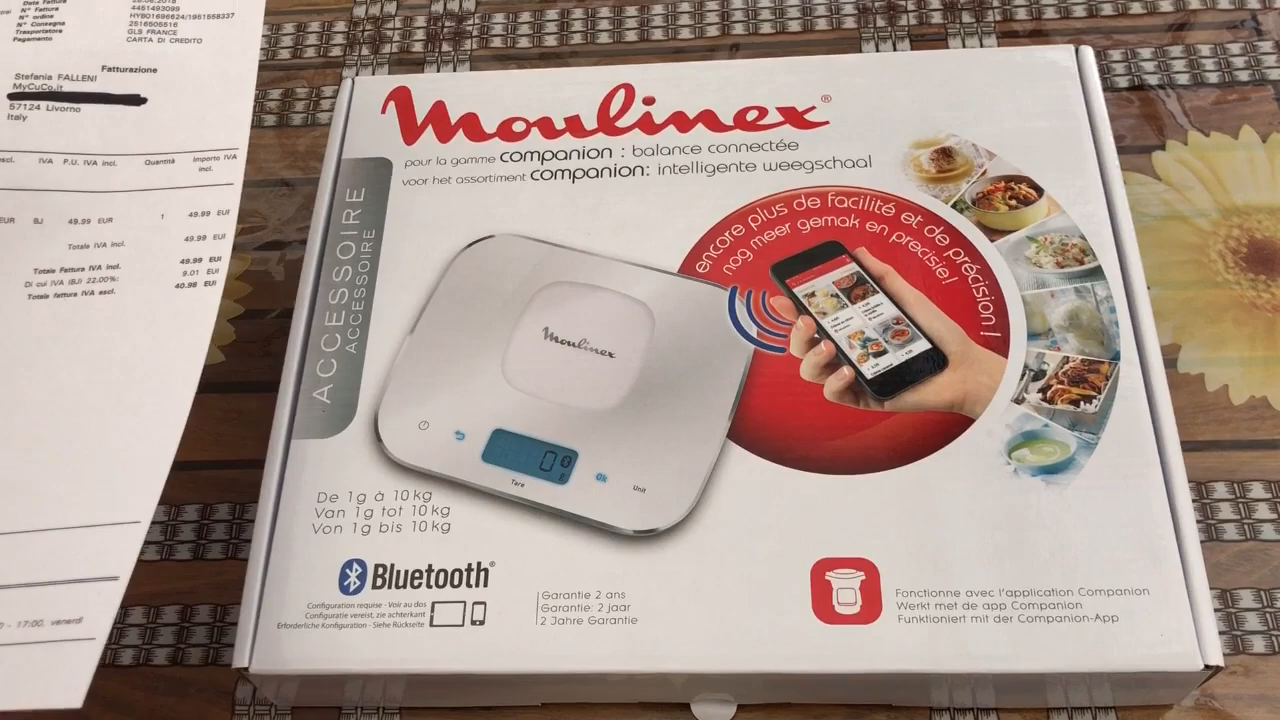 Data Fattura
N° Fattura 4451493099
N° ordine HYB01696624/1951558337
N° Consegna 2516505516
Trasportatore GLS FRANCE
Pagamento CARTA DI CREDITO
Fatturazione
Stefania FALLENI
MyCuCo.it
57124 Livorno
Italy
IVA P.U. IVA incl. Quantità Importo IVA
incl.
EUR BJ 49.99 EUR 1 49.99 EUI
Totale IVA incl. 49.99 EUI
Totale Fattura IVA incl. 49.99 EUI
Di cui IVA (BJ) 22.00%: 9.01 EUI
Totale fattura IVA escl. 40.98 EUI
- 17:00, venerdì
Moulinex®
pour la gamme companion : balance connectée
voor het assortiment companion: intelligente weegschaal
ACCESSOIRE
ACCESSOIRE
encore plus de facilité et de précision !
nog meer gemak en precisie!
Moulinex
0
g
Tare
Ok
Unit
De 1g à 10kg
Van 1g tot 10kg
Von 1g bis 10kg
Bluetooth®
Configuration requise - Voir au dos
Configuratie vereist, zie achterkant
Erforderliche Konfiguration - Siehe Rückseite
Garantie 2 ans
Garantie: 2 jaar
2 Jahre Garantie
Fonctionne avec l'application Companion
Werkt met de app Companion
Funktioniert mit der Companion-App